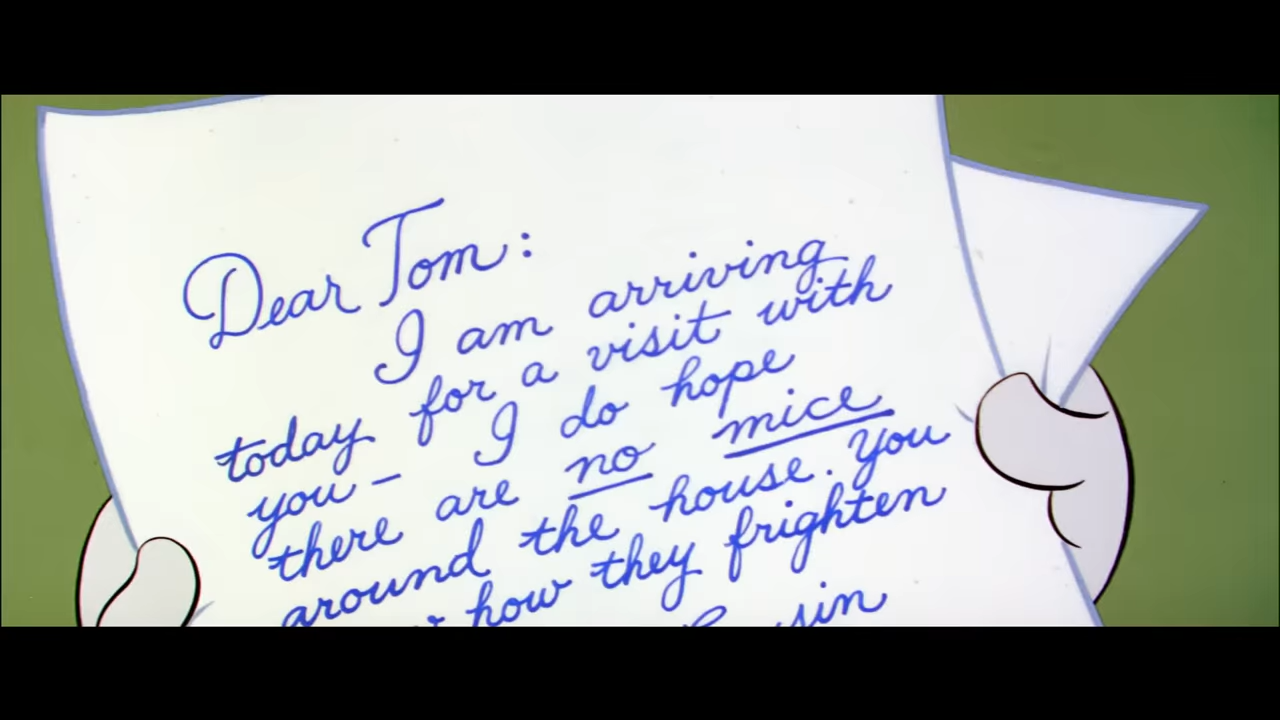 Dear Tom:
I am arriving
today for a visit with
you - I do hope
there are no mice
around the house. You
how they frighten